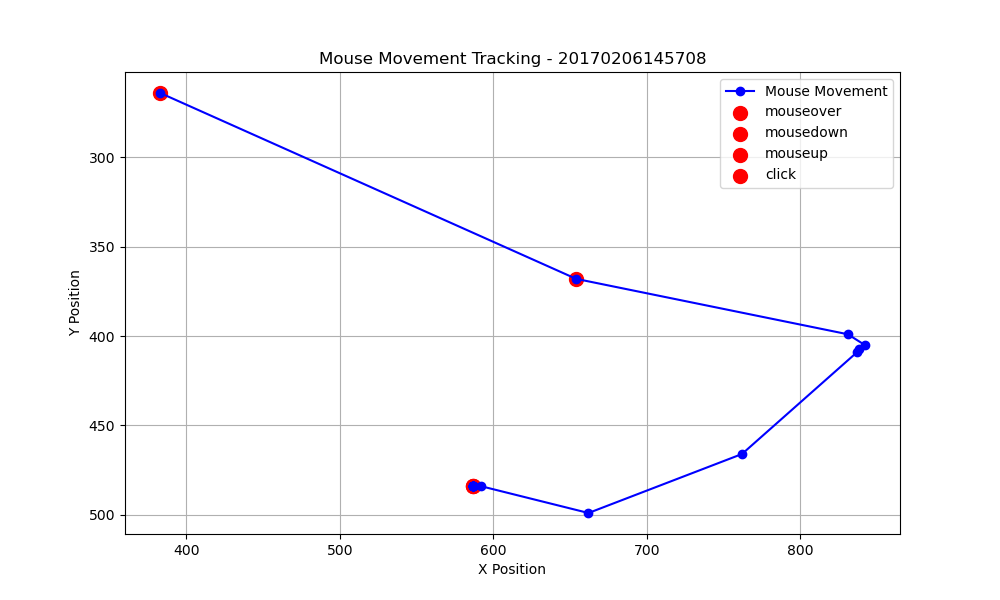 Mouse Movement Tracking - 20170206145708
Mouse Movement
mouseover
mousedown
mouseup
click
300
350
400
450
500
Y Position
400
500
600
700
800
X Position